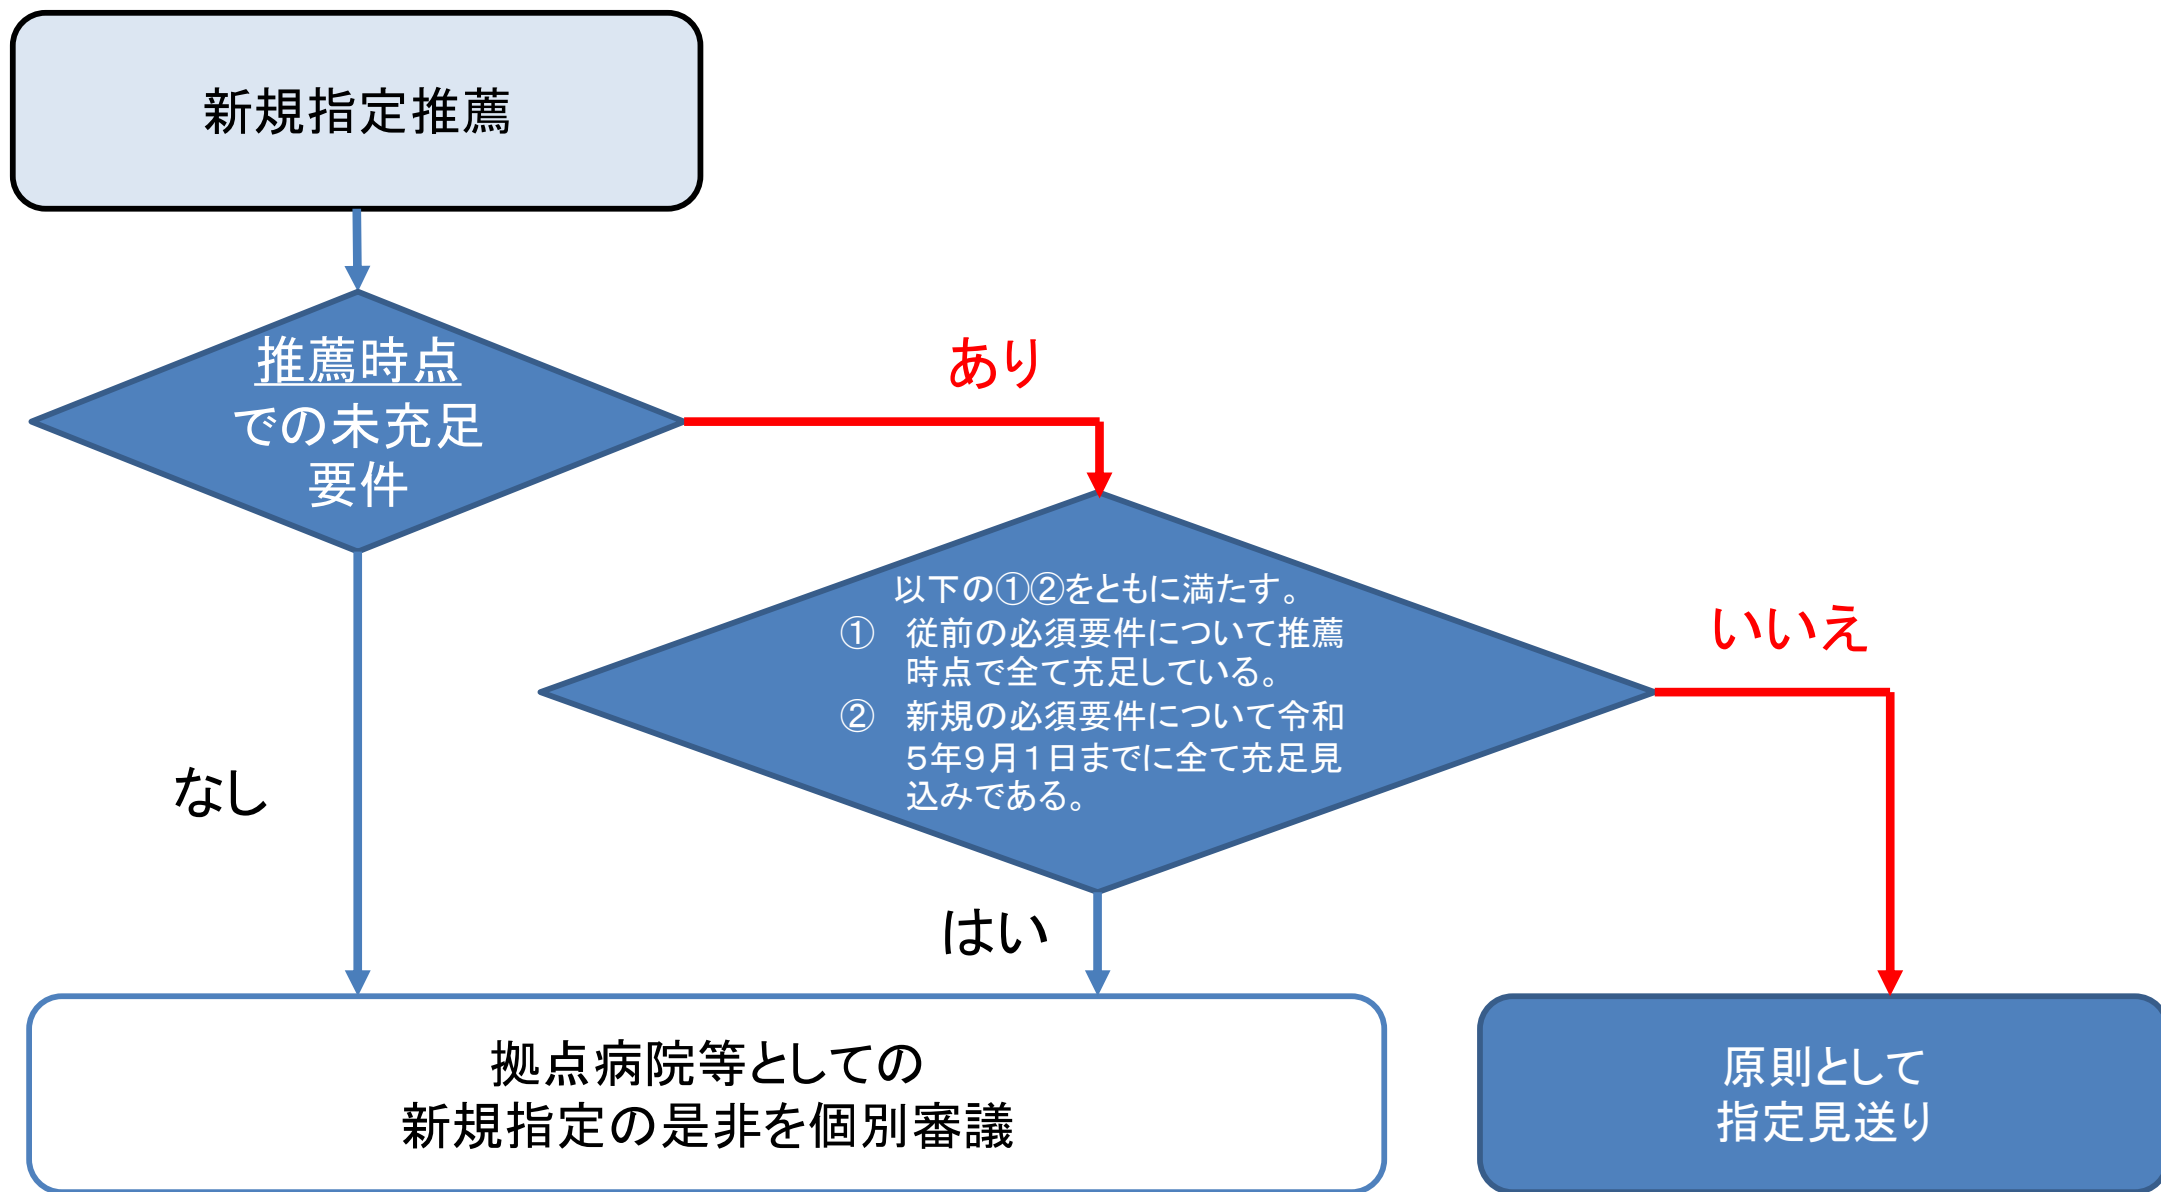 新規指定推薦
推薦時点
での未充足
要件
あり
以下の①②をともに満たす。
①　従前の必須要件について推薦
時点で全て充足している。
②　新規の必須要件について令和
５年９月１日までに全て充足見
込みである。
いいえ
なし
はい
拠点病院等としての
新規指定の是非を個別審議
原則として
指定見送り